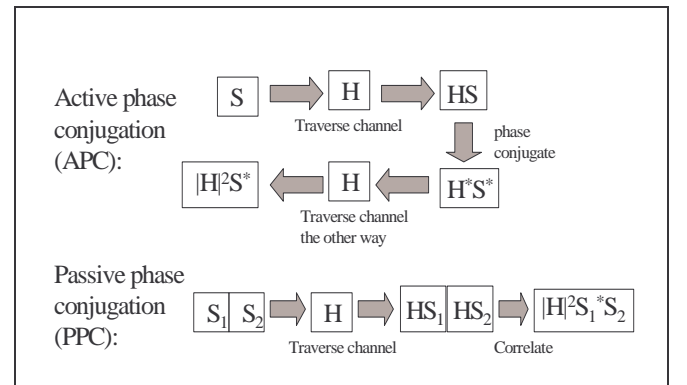 Active phase
conjugation
(APC):
S H HS
Traverse channel
phase
conjugate
|H|²S* H H*S*
Traverse channel
the other way
Passive phase
conjugation
(PPC):
S₁ S₂ H HS₁ HS₂ |H|²S₁*S₂
Traverse channel Correlate